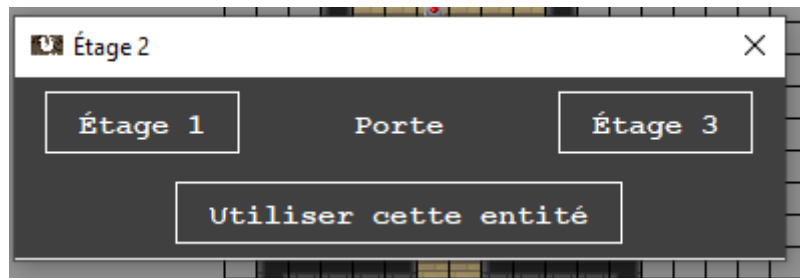 Étage 2
Étage 1 Porte Étage 3
Utiliser cette entité